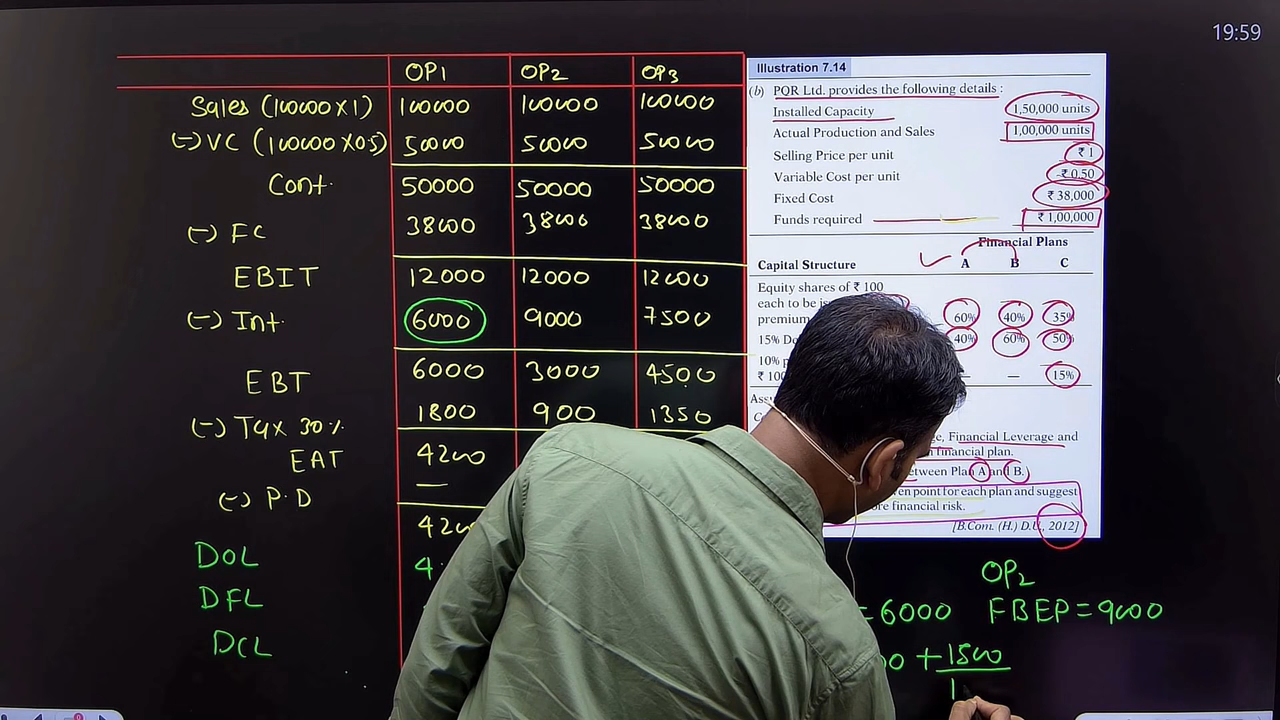 19:59
OP1 OP2 OP3
Sales (100000×1) 100000 100000 100000
(-) VC (100000×0.5) 50000 50000 50000
Cont. 50000 50000 50000
(-) FC 38000 38000 38000
EBIT 12000 12000 12000
(-) Int. 6000 9000 7500
EBT 6000 3000 4500
(-) Tax 30% 1800 900 1350
EAT 4200
(-) P.D —
DOL
DFL
DCL
Illustration 7.14
(b) PQR Ltd. provides the following details :
Installed Capacity 1,50,000 units
Actual Production and Sales 1,00,000 units
Selling Price per unit ₹ 1
Variable Cost per unit ₹ 0.50
Fixed Cost ₹ 38,000
Funds required ₹ 1,00,000
Financial Plans
Capital Structure A B C
Equity shares of ₹ 100
each to be
premium 60% 40% 35%
15% 40% 60% 50%
10%
₹ 100 — 15%
Financial Leverage and
financial plan.
between Plan A and B.
point for each plan and suggest
financial risk.
[B.Com. (H.) D.U., 2012]
OP2
=6000 FBEP=9000
+1500